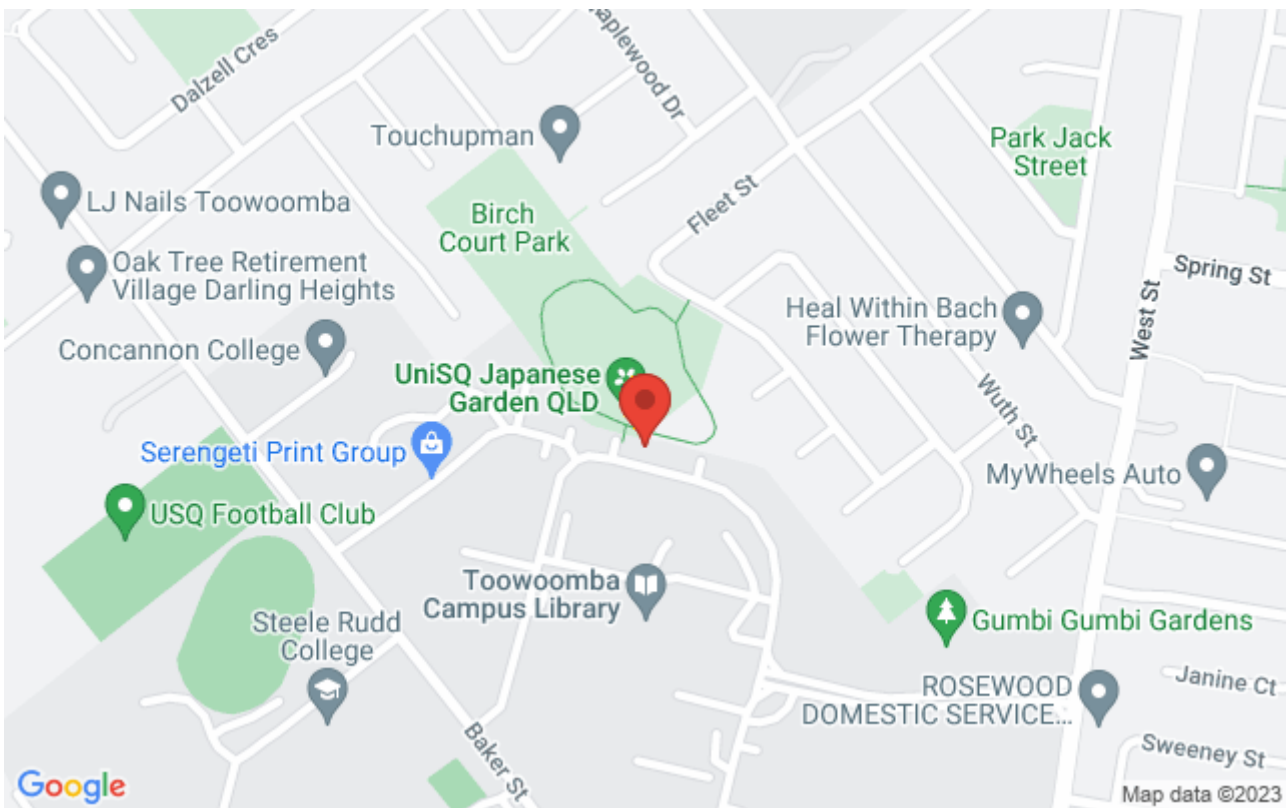 Dalzell Cres
aplewood Dr
Touchupman
Park Jack
Street
LJ Nails Toowoomba
Birch
Court Park
Fleet St
Oak Tree Retirement
Village Darling Heights
Spring St
Heal Within Bach
Flower Therapy
West St
Concannon College
UniSQ Japanese
Garden QLD
Wuth St
Serengeti Print Group
MyWheels Auto
USQ Football Club
Toowoomba
Campus Library
Steele Rudd
College
Gumbi Gumbi Gardens
Janine Ct
ROSEWOOD
DOMESTIC SERVICE...
Baker St
Sweeney St
Google
Map data ©2023